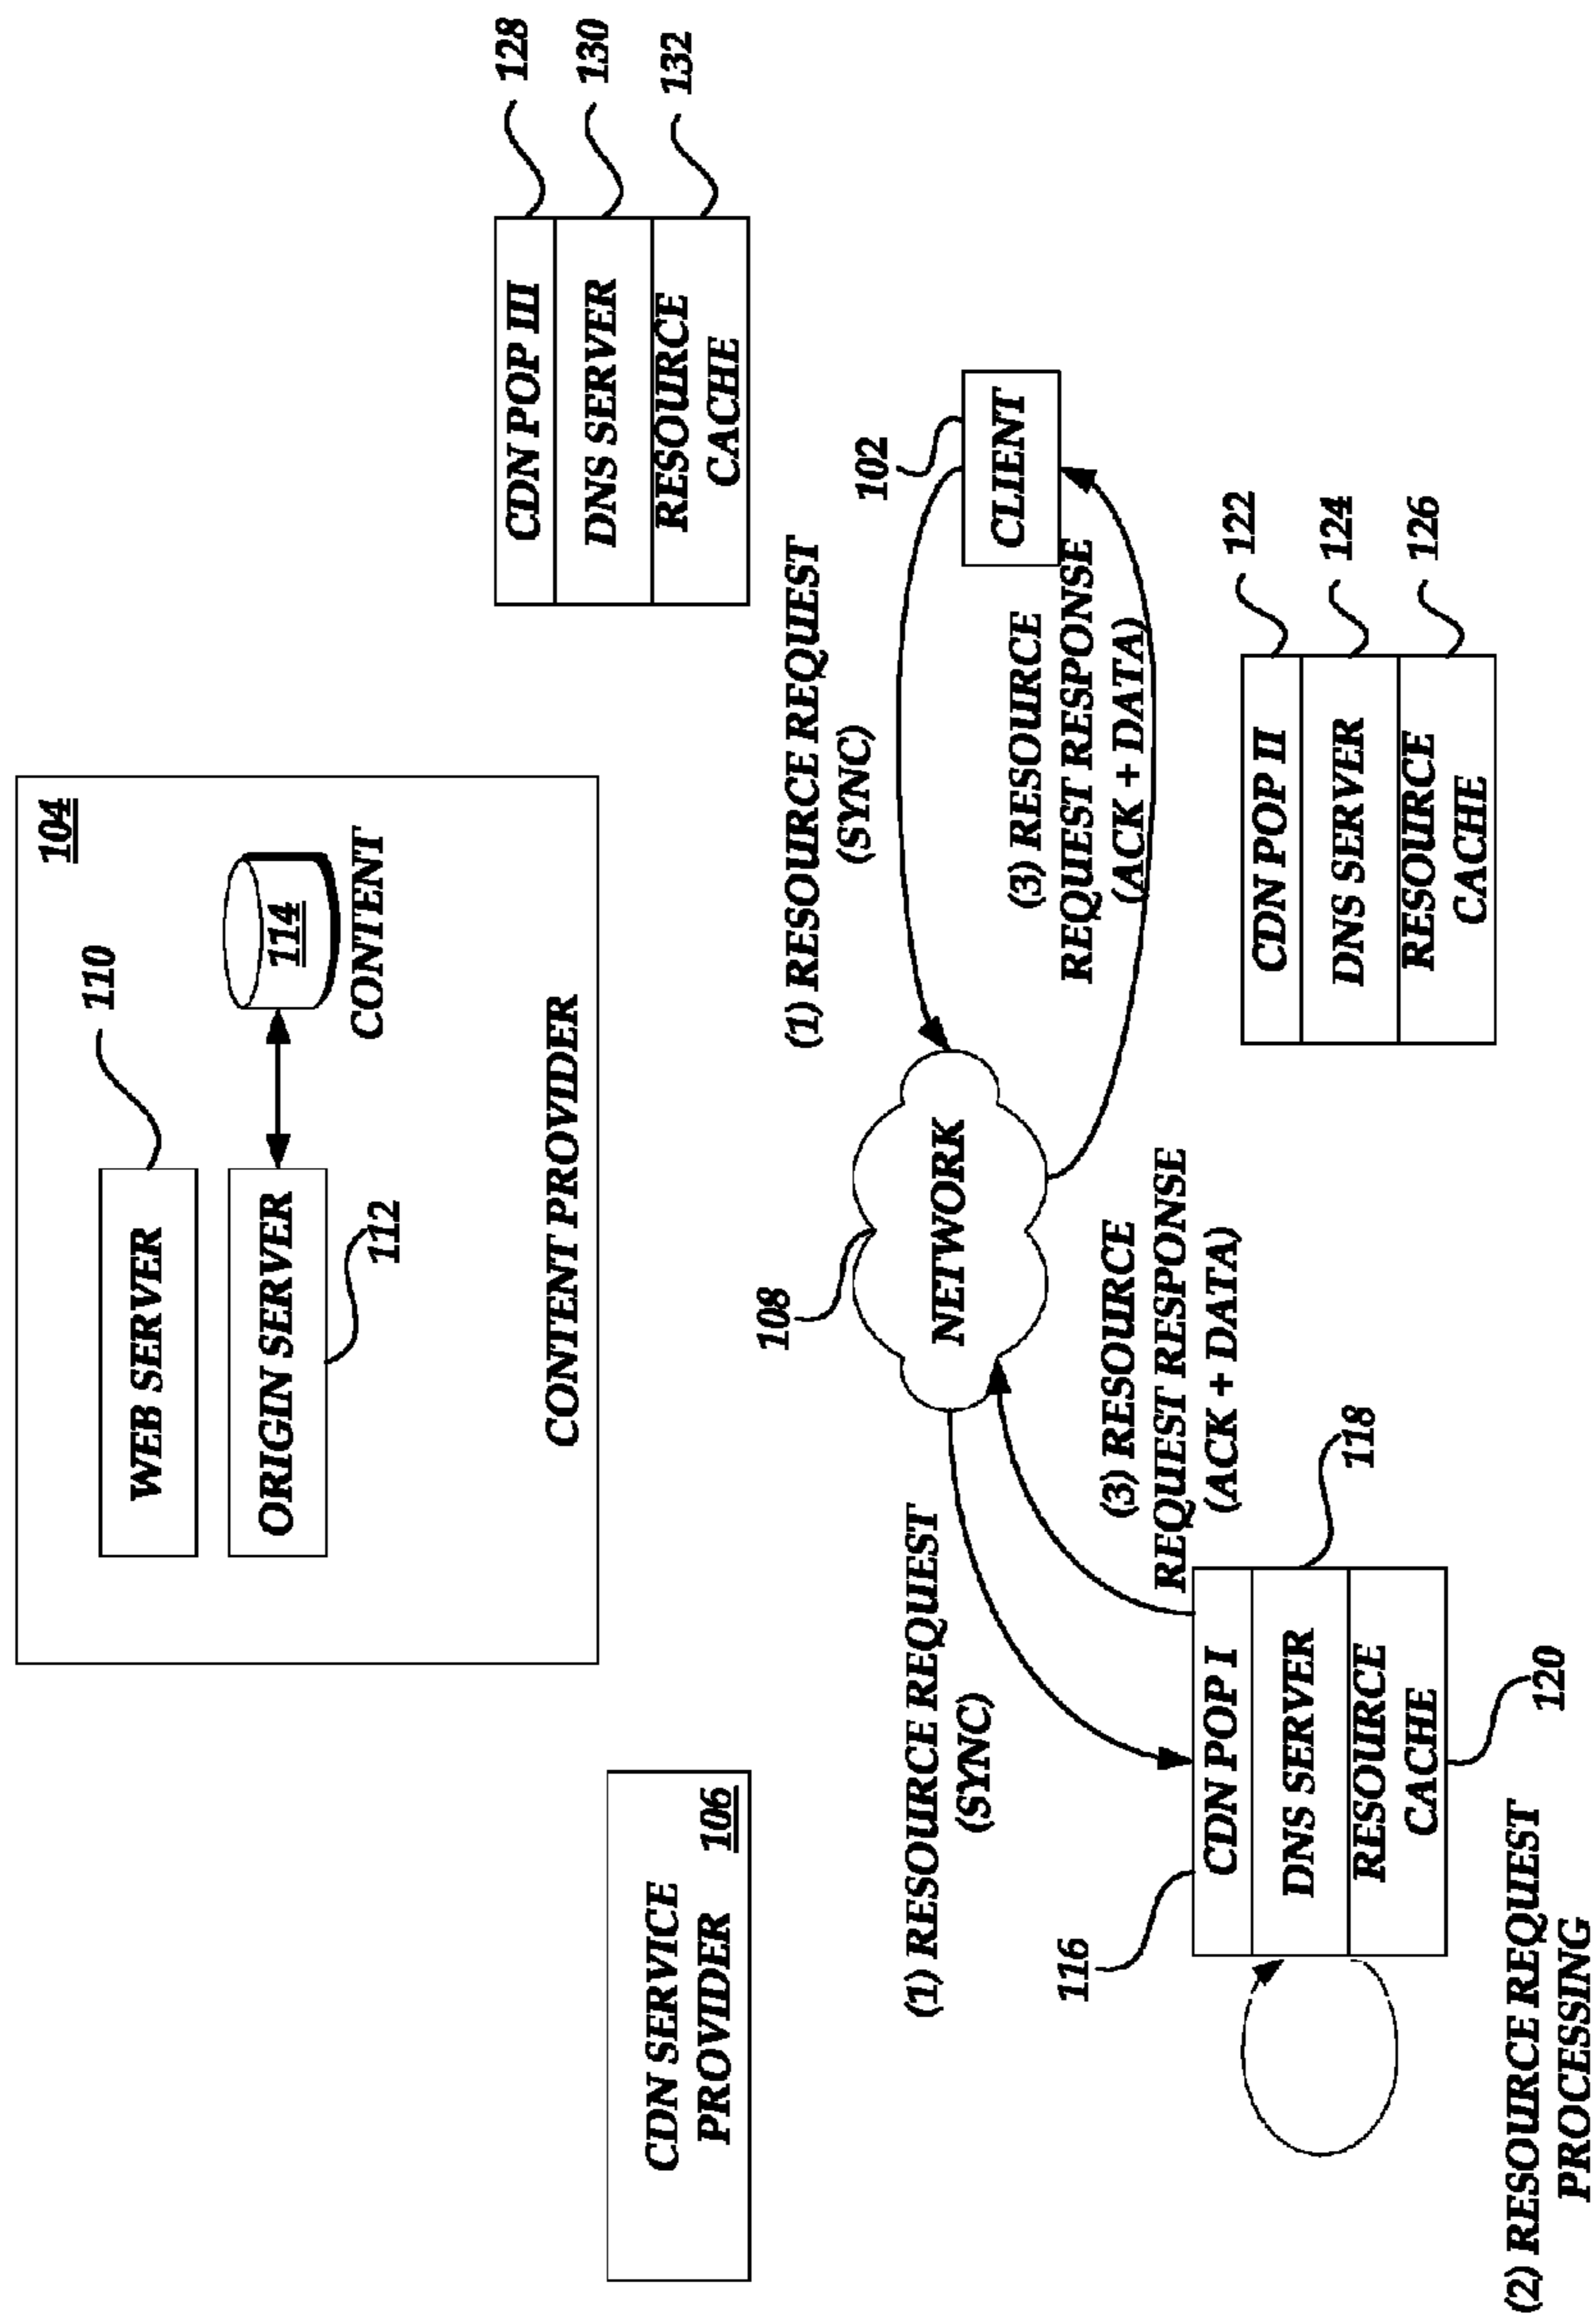 104
110
WEB SERVER
ORIGIN SERVER
114
CONTENT
112
CONTENT PROVIDER
CDN SERVICE
PROVIDER
106
128
130
132
CDN POP III
DNS SERVER
RESOURCE
CACHE
(1) RESOURCE REQUEST
(SYNC)
102
CLIENT
108
NETWORK
(3) RESOURCE
REQUEST RESPONSE
(ACK + DATA)
(1) RESOURCE REQUEST
(SYNC)
(3) RESOURCE
REQUEST RESPONSE
(ACK + DATA)
116
CDN POP I
DNS SERVER
RESOURCE
CACHE
118
120
122
124
126
CDN POP II
DNS SERVER
RESOURCE
CACHE
(2) RESOURCE REQUEST
PROCESSING